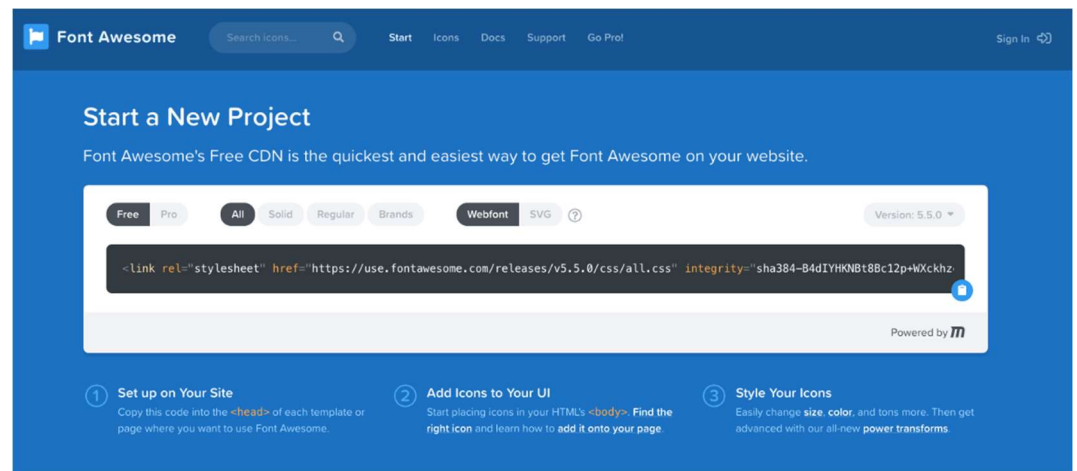 Font Awesome
Search icons...
Start Icons Docs Support Go Pro!
Sign In
Start a New Project
Font Awesome's Free CDN is the quickest and easiest way to get Font Awesome on your website.
Free Pro All Solid Regular Brands Webfont SVG ? Version: 5.5.0
<link rel="stylesheet" href="https://use.fontawesome.com/releases/v5.5.0/css/all.css" integrity="sha384-B4dIYHKNBt8Bc12p+WXckhz
Powered by m
1 Set up on Your Site
Copy this code into the <head> of each template or
page where you want to use Font Awesome.
2 Add Icons to Your UI
Start placing icons in your HTML's <body>. Find the
right icon and learn how to add it onto your page.
3 Style Your Icons
Easily change size, color, and tons more. Then get
advanced with our all-new power transforms.